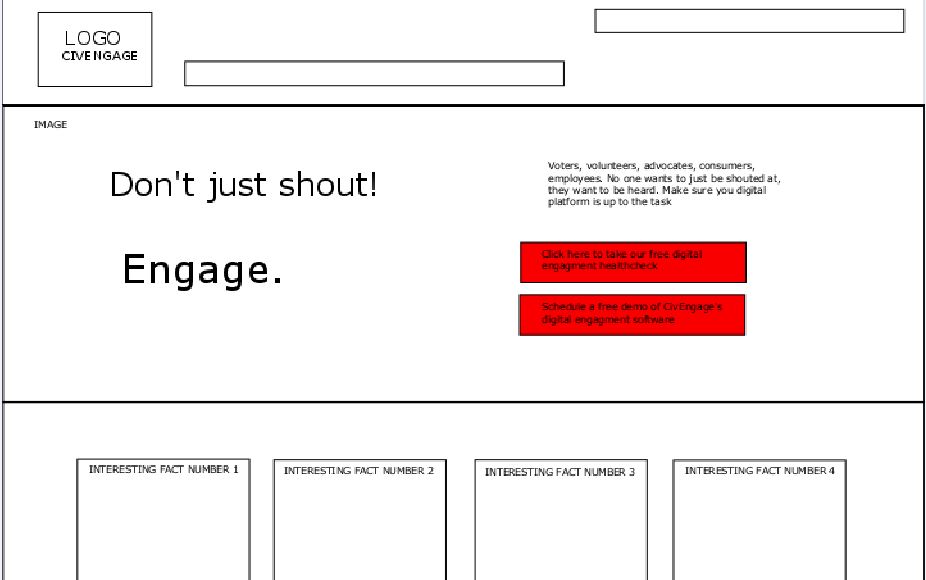 LOGO
CIVENGAGE
IMAGE
Don't just shout!
Engage.
Voters, volunteers, advocates, consumers,
employees. No one wants to just be shouted at,
they want to be heard. Make sure you digital
platform is up to the task
Click here to take our free digital
engagment healthcheck
Schedule a free demo of CivEngage's
digital engagment software
INTERESTING FACT NUMBER 1
INTERESTING FACT NUMBER 2
INTERESTING FACT NUMBER 3
INTERESTING FACT NUMBER 4